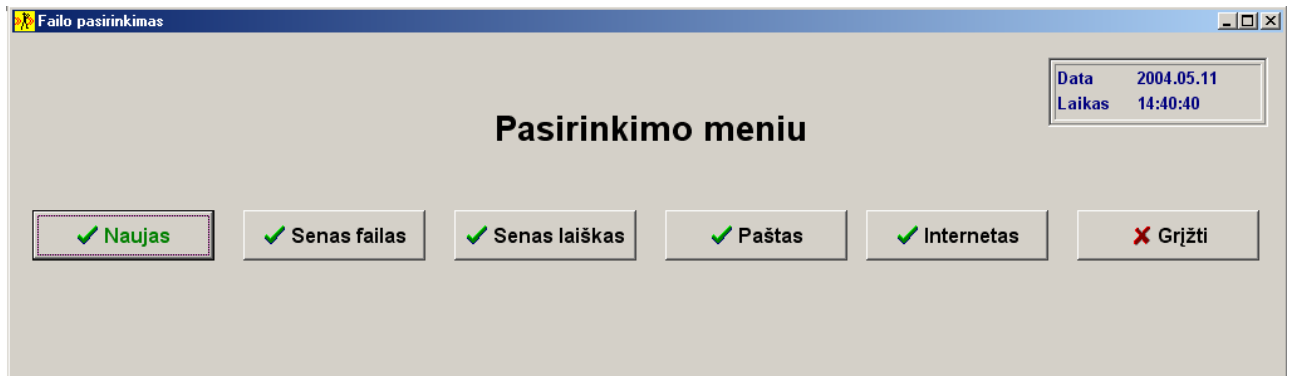 Failo pasirinkimas
Data 2004.05.11
Laikas 14:40:40
Pasirinkimo meniu
Naujas Senas failas Senas laiškas Paštas Internetas Grįžti